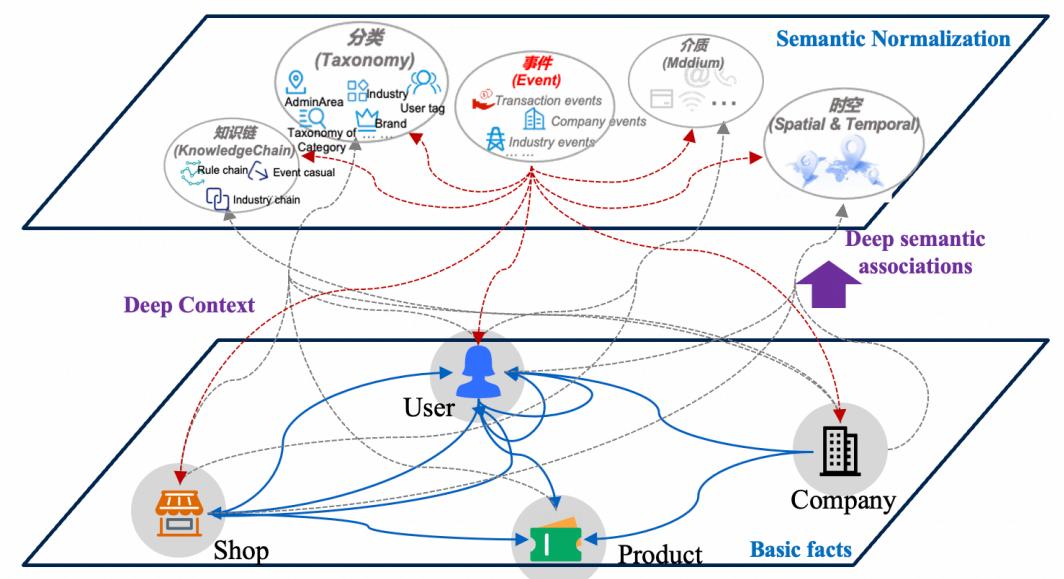 Semantic Normalization
分类
(Taxonomy)
AdminArea
Industry
User tag
Brand
Taxonomy of
Category
... ...
事件
(Event)
Transaction events
Company events
Industry events
... ...
介质
(Mddium)
...
时空
(Spatial & Temporal)
知识链
(KnowledgeChain)
Rule chain
Event casual
Industry chain
Deep semantic
associations
Deep Context
User
Company
Shop
Product
Basic facts